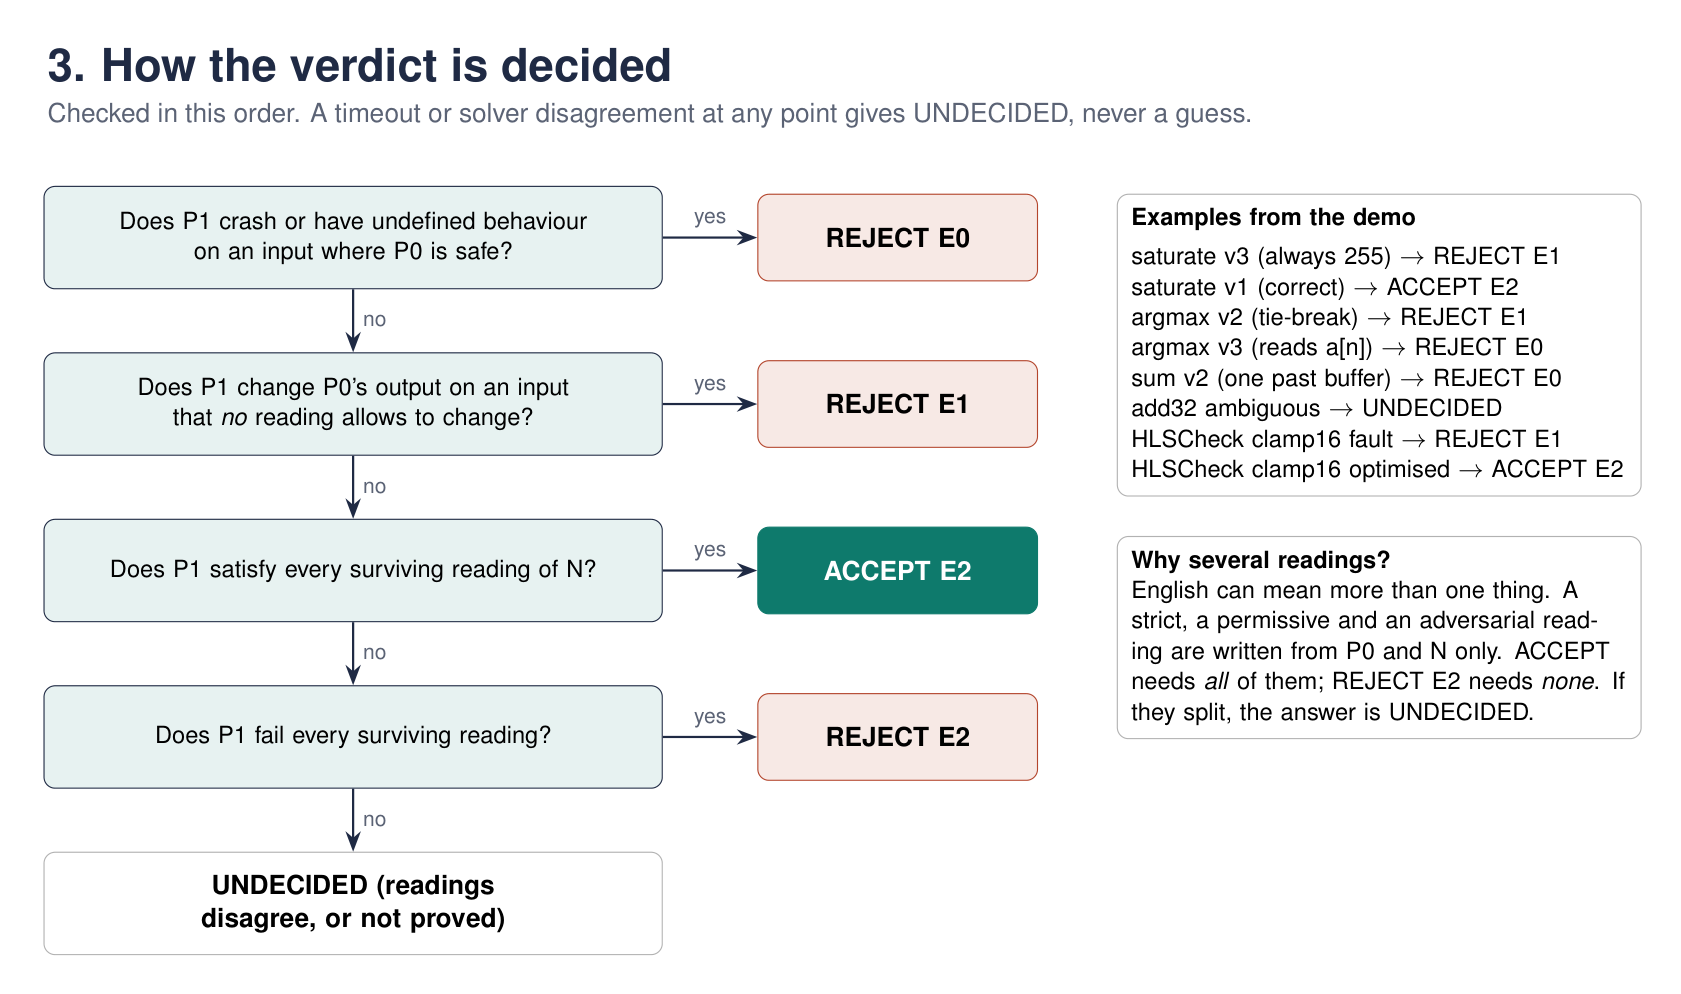 3. How the verdict is decided
Checked in this order. A timeout or solver disagreement at any point gives UNDECIDED, never a guess.
Does P1 crash or have undefined behaviour
on an input where P0 is safe?
yes
REJECT E0
no
Does P1 change P0’s output on an input
that no reading allows to change?
yes
REJECT E1
no
Does P1 satisfy every surviving reading of N?
yes
ACCEPT E2
no
Does P1 fail every surviving reading?
yes
REJECT E2
no
UNDECIDED (readings
disagree, or not proved)
Examples from the demo
saturate v3 (always 255) → REJECT E1
saturate v1 (correct) → ACCEPT E2
argmax v2 (tie-break) → REJECT E1
argmax v3 (reads a[n]) → REJECT E0
sum v2 (one past buffer) → REJECT E0
add32 ambiguous → UNDECIDED
HLSCheck clamp16 fault → REJECT E1
HLSCheck clamp16 optimised → ACCEPT E2
Why several readings?
English can mean more than one thing. A
strict, a permissive and an adversarial read-
ing are written from P0 and N only. ACCEPT
needs all of them; REJECT E2 needs none. If
they split, the answer is UNDECIDED.